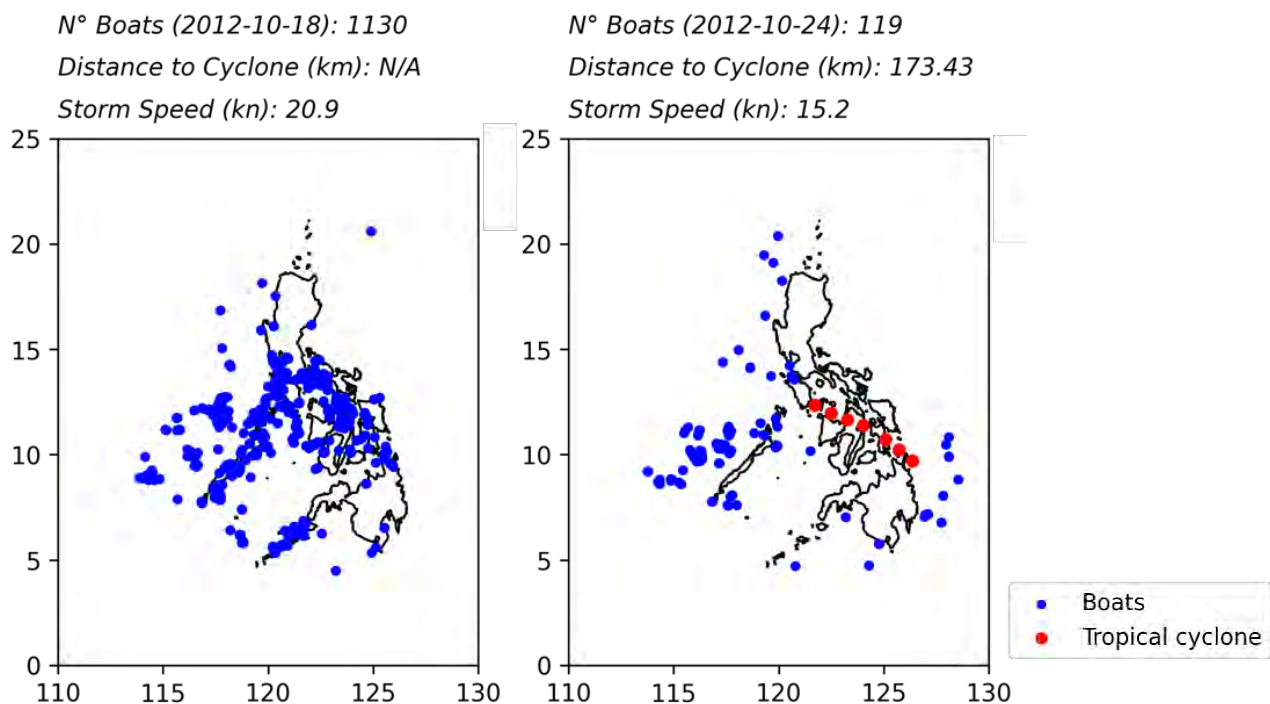 N° Boats (2012-10-18): 1130
Distance to Cyclone (km): N/A
Storm Speed (kn): 20.9
25
20
15
10
5
0
110 115 120 125 130
N° Boats (2012-10-24): 119
Distance to Cyclone (km): 173.43
Storm Speed (kn): 15.2
25
20
15
10
5
0
110 115 120 125 130
Boats
Tropical cyclone